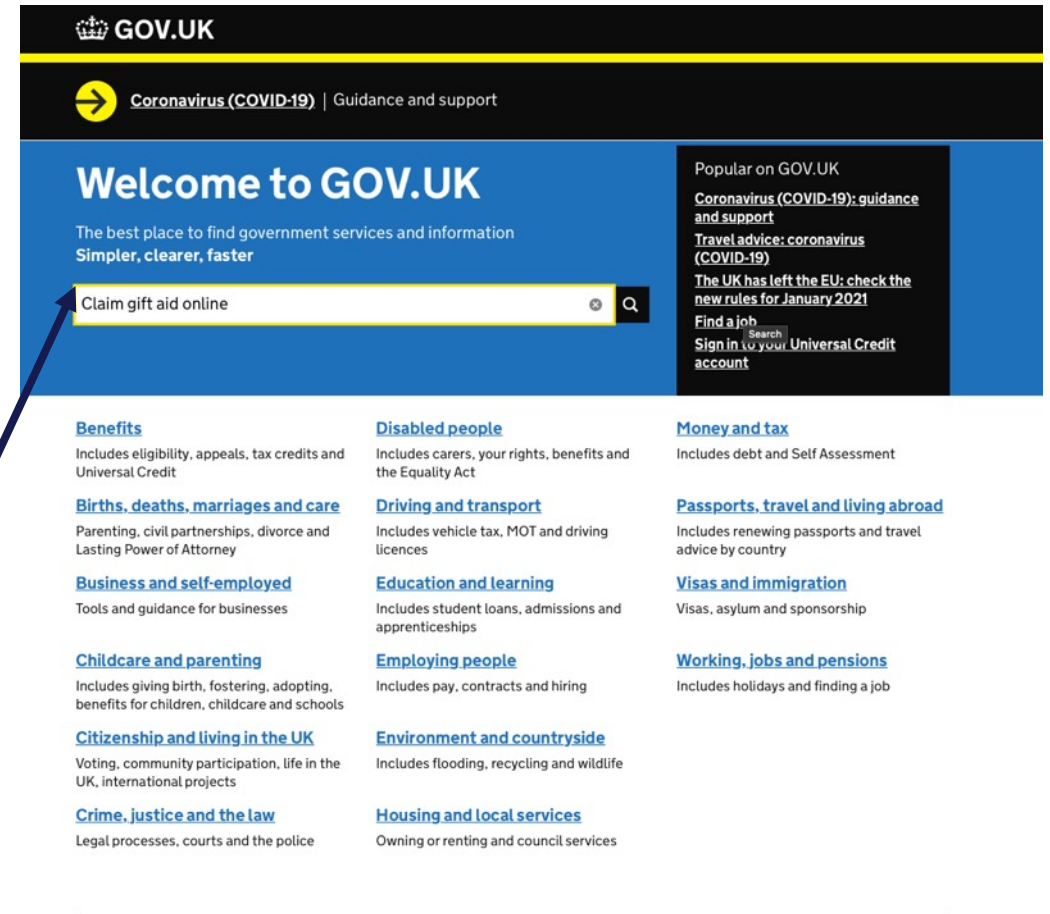 GOV.UK
Coronavirus (COVID-19) | Guidance and support
Welcome to GOV.UK
The best place to find government services and information
Simpler, clearer, faster
Claim gift aid online
Popular on GOV.UK
Coronavirus (COVID-19): guidance
and support
Travel advice: coronavirus
(COVID-19)
The UK has left the EU: check the
new rules for January 2021
Find a job
Search
Sign in to your Universal Credit
account
Benefits
Includes eligibility, appeals, tax credits and
Universal Credit
Births, deaths, marriages and care
Parenting, civil partnerships, divorce and
Lasting Power of Attorney
Business and self-employed
Tools and guidance for businesses
Childcare and parenting
Includes giving birth, fostering, adopting,
benefits for children, childcare and schools
Citizenship and living in the UK
Voting, community participation, life in the
UK, international projects
Crime, justice and the law
Legal processes, courts and the police
Disabled people
Includes carers, your rights, benefits and
the Equality Act
Driving and transport
Includes vehicle tax, MOT and driving
licences
Education and learning
Includes student loans, admissions and
apprenticeships
Employing people
Includes pay, contracts and hiring
Environment and countryside
Includes flooding, recycling and wildlife
Housing and local services
Owning or renting and council services
Money and tax
Includes debt and Self Assessment
Passports, travel and living abroad
Includes renewing passports and travel
advice by country
Visas and immigration
Visas, asylum and sponsorship
Working, jobs and pensions
Includes holidays and finding a job